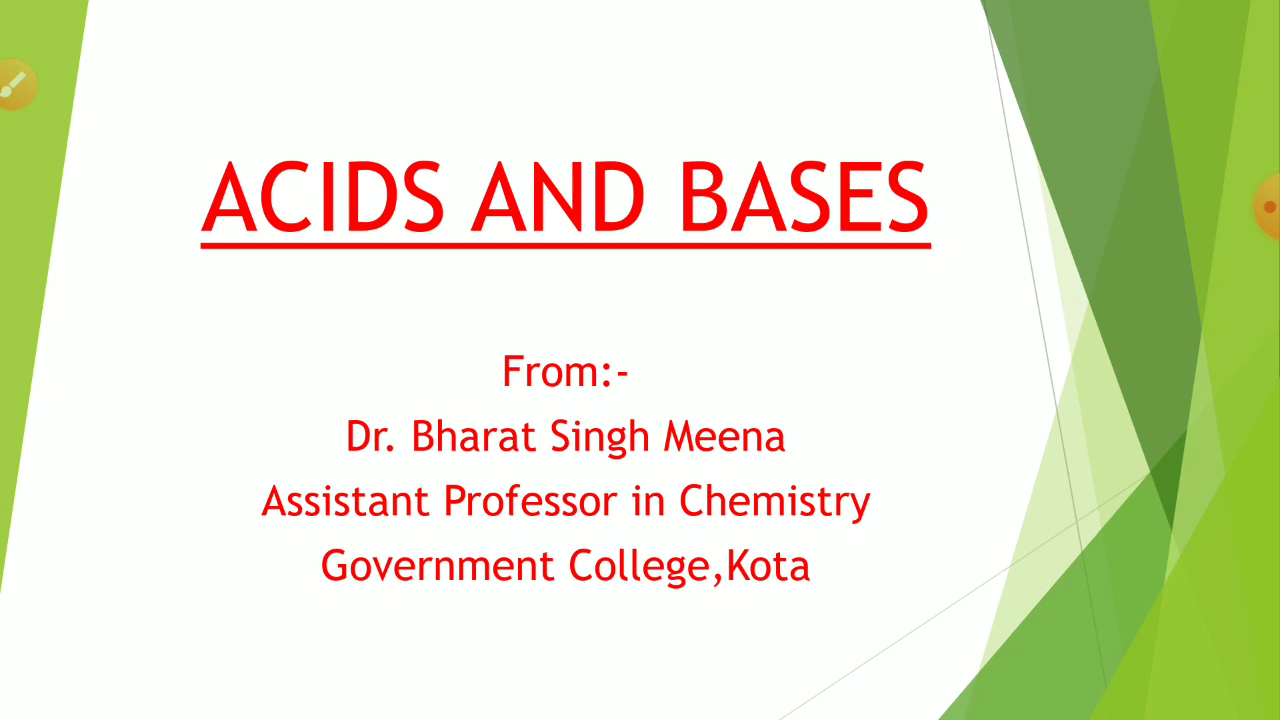 ACIDS AND BASES
From:-
Dr. Bharat Singh Meena
Assistant Professor in Chemistry
Government College,Kota